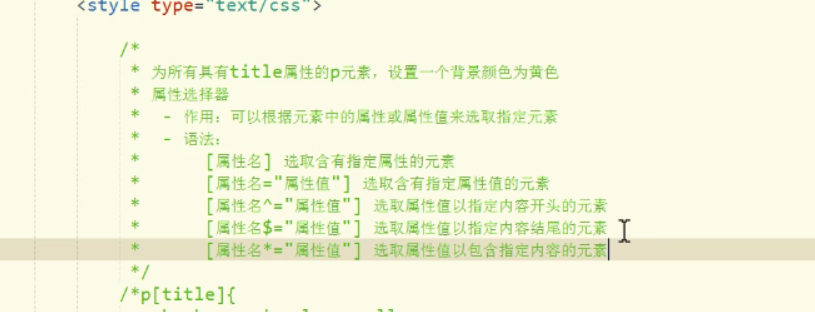 <style type="text/css">
/*
* 为所有具有title属性的p元素，设置一个背景颜色为黄色
* 属性选择器
* - 作用：可以根据元素中的属性或属性值来选取指定元素
* - 语法：
* [属性名] 选取含有指定属性的元素
* [属性名="属性值"] 选取含有指定属性值的元素
* [属性名^="属性值"] 选取属性值以指定内容开头的元素
* [属性名$="属性值"] 选取属性值以指定内容结尾的元素
* [属性名*="属性值"] 选取属性值以包含指定内容的元素
*/
/*p[title]{